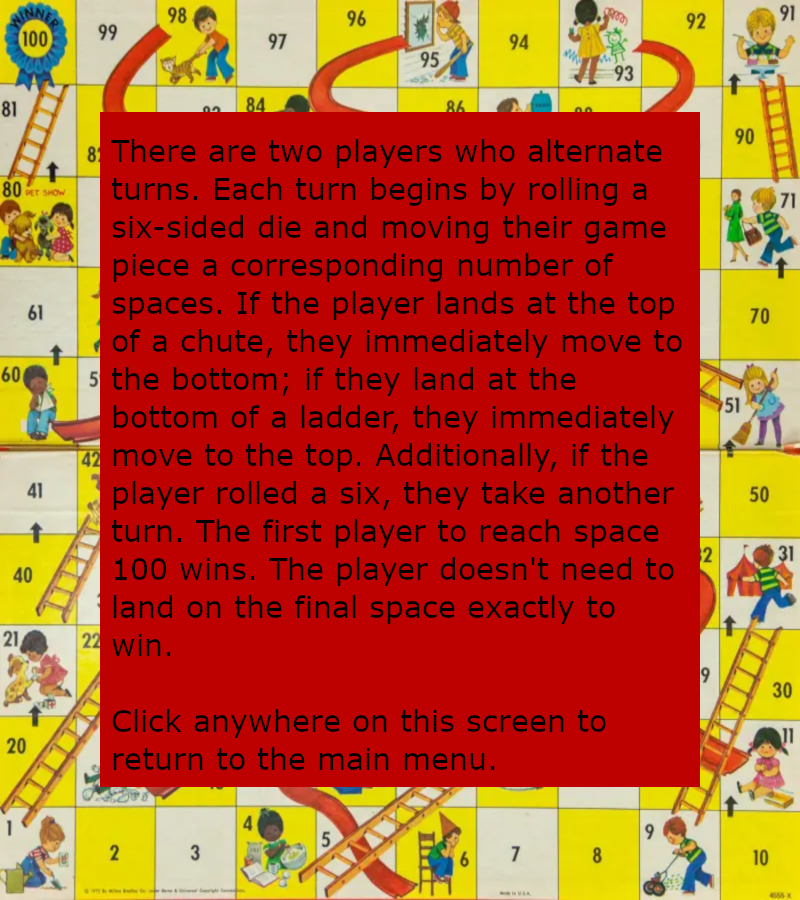 WINNER
100
99
98
97
96
95
94
93
92
91
81
84
86
90
80
PET SHOW
71
61
70
60
51
42
41
50
40
31
21
22
30
20
11
There are two players who alternate
turns. Each turn begins by rolling a
six-sided die and moving their game
piece a corresponding number of
spaces. If the player lands at the top
of a chute, they immediately move to
the bottom; if they land at the
bottom of a ladder, they immediately
move to the top. Additionally, if the
player rolled a six, they take another
turn. The first player to reach space
100 wins. The player doesn't need to
land on the final space exactly to
win.
Click anywhere on this screen to
return to the main menu.
1
2
3
4
5
6
7
8
9
10
Made in U.S.A.
4555-X